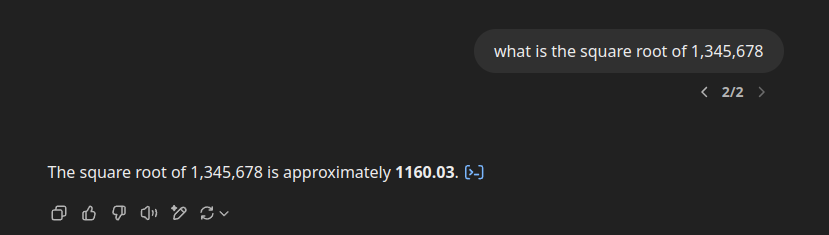 what is the square root of 1,345,678
2/2
The square root of 1,345,678 is approximately 1160.03.